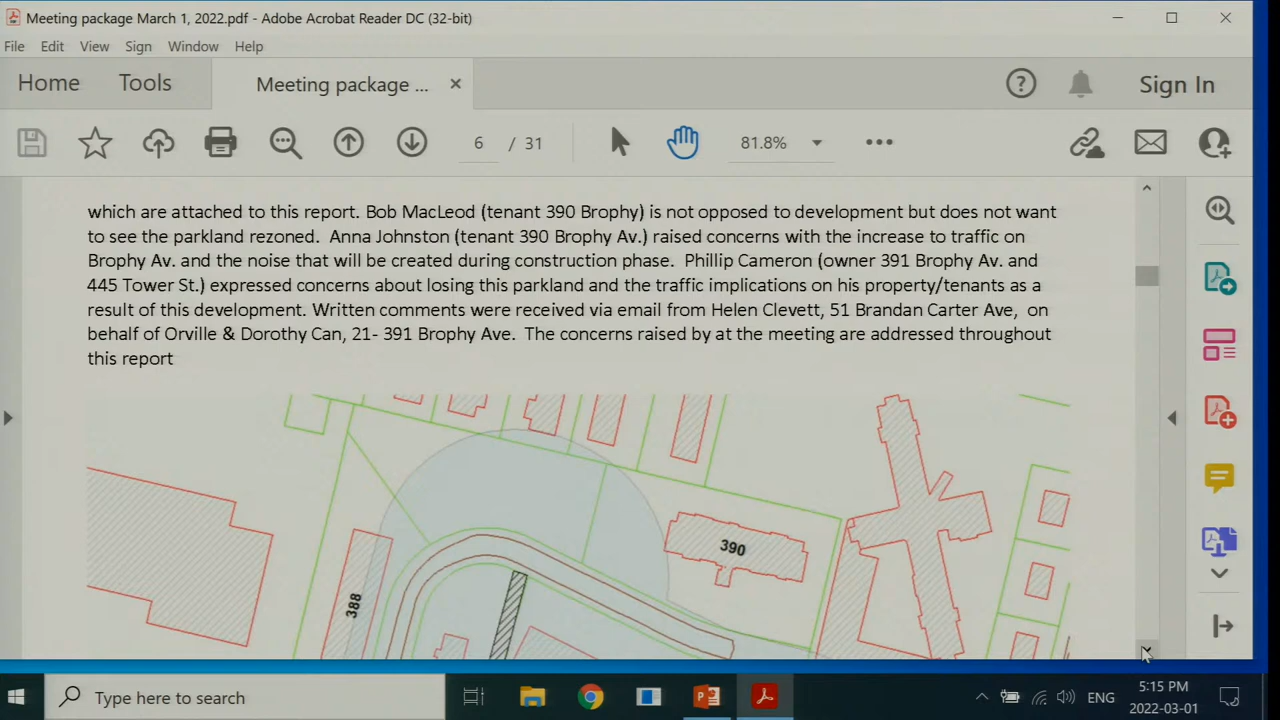 Meeting package March 1, 2022.pdf - Adobe Acrobat Reader DC (32-bit)
File Edit View Sign Window Help
Home Tools Meeting package ... Sign In
6 / 31 81.8%
which are attached to this report. Bob MacLeod (tenant 390 Brophy) is not opposed to development but does not want
to see the parkland rezoned. Anna Johnston (tenant 390 Brophy Av.) raised concerns with the increase to traffic on
Brophy Av. and the noise that will be created during construction phase. Phillip Cameron (owner 391 Brophy Av. and
445 Tower St.) expressed concerns about losing this parkland and the traffic implications on his property/tenants as a
result of this development. Written comments were received via email from Helen Clevett, 51 Brandan Carter Ave, on
behalf of Orville & Dorothy Can, 21- 391 Brophy Ave. The concerns raised by at the meeting are addressed throughout
this report
390
388
Type here to search
ENG
5:15 PM
2022-03-01